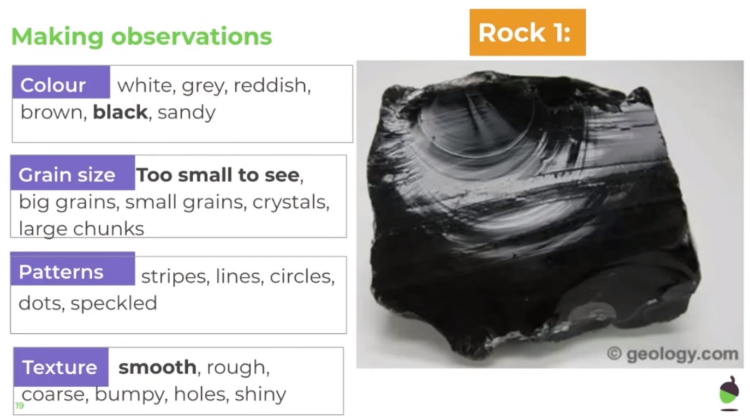 Making observations
Rock 1:
Colour white, grey, reddish,
brown, black, sandy
Grain size Too small to see,
big grains, small grains, crystals,
large chunks
Patterns stripes, lines, circles,
dots, speckled
Texture smooth, rough,
coarse, bumpy, holes, shiny
19
© geology.com